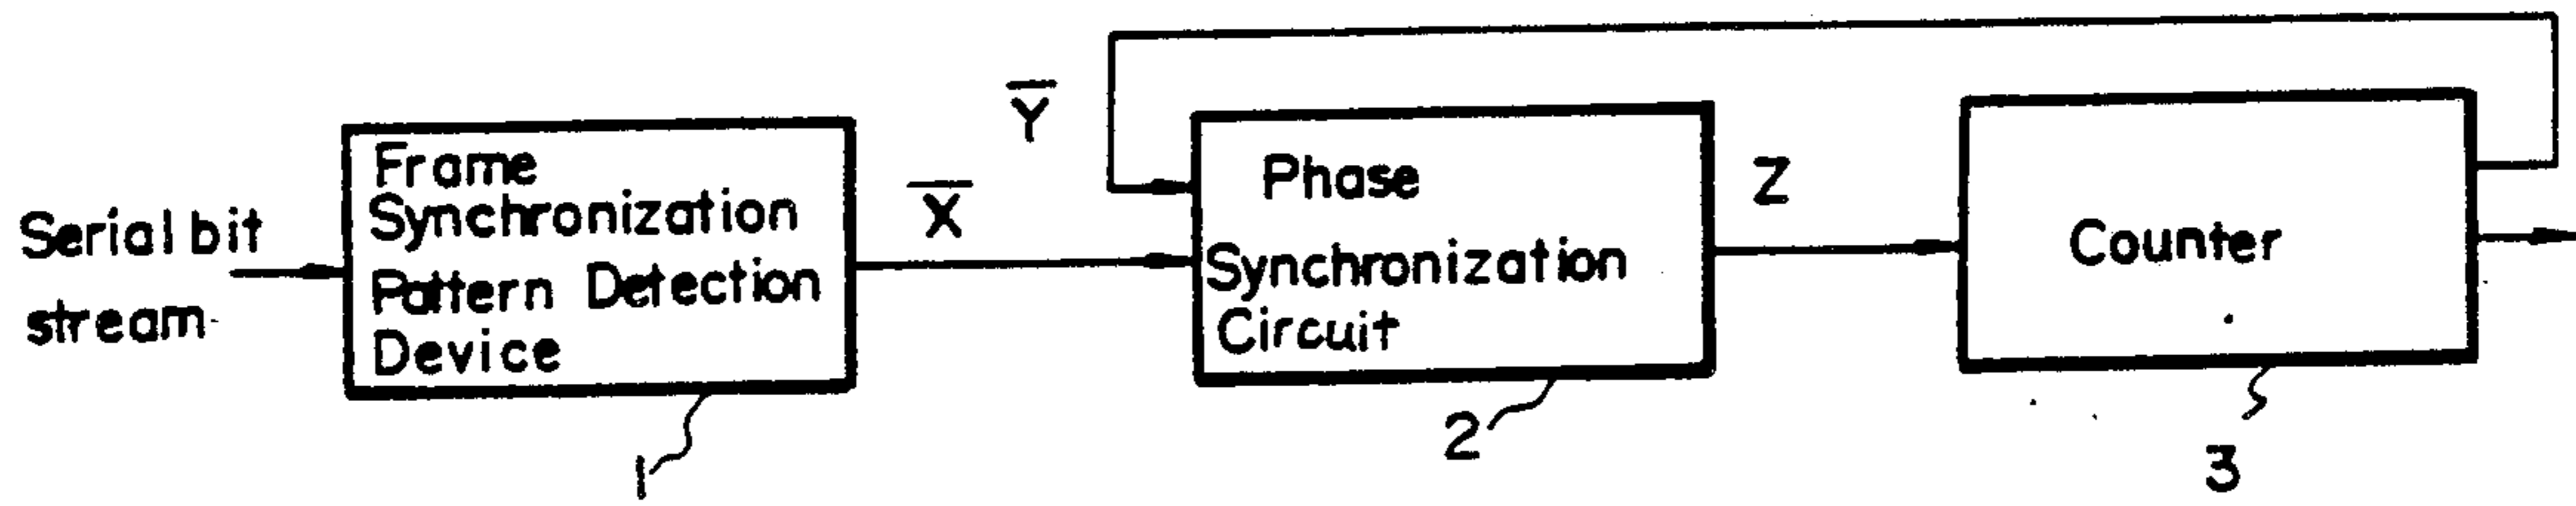 Serial bit
stream
Frame
Synchronization
Pattern Detection
Device
1
X̅
Y̅
Phase
Synchronization
Circuit
2
Z
Counter
3